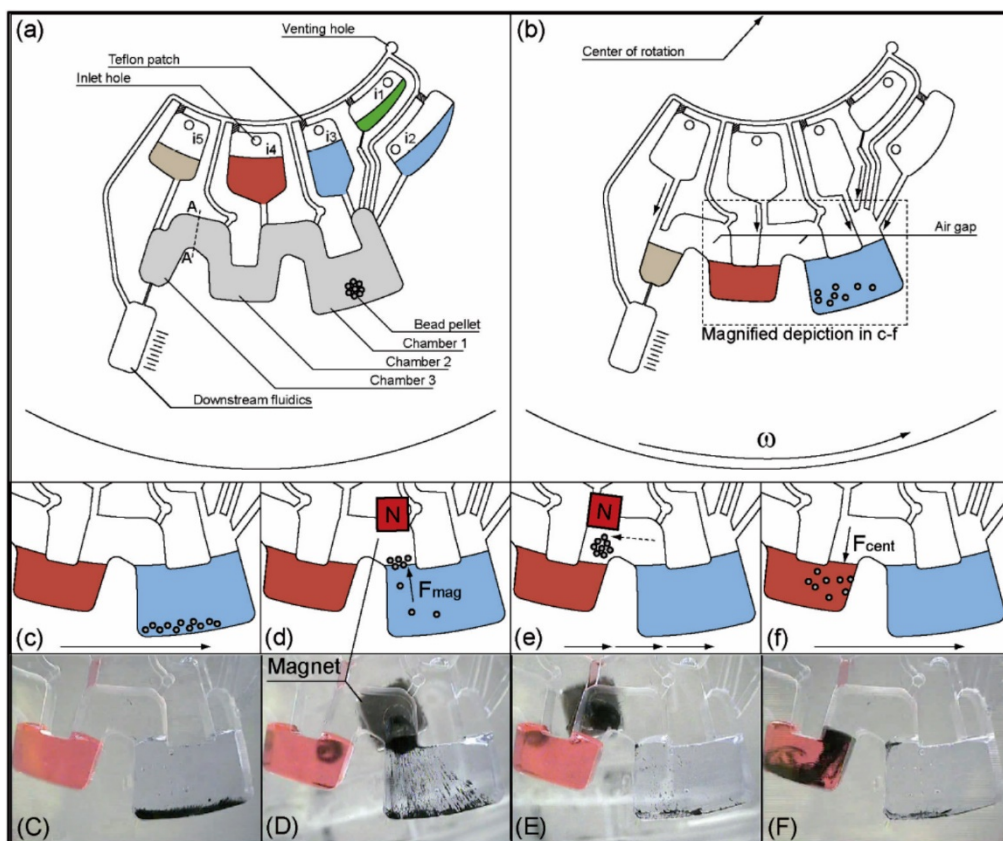 (a)
Venting hole
Teflon patch
Inlet hole
i1
i2
i3
i4
i5
A
A'
Bead pellet
Chamber 1
Chamber 2
Chamber 3
Downstream fluidics
(b)
Center of rotation
Air gap
Magnified depiction in c-f
ω
(c)
(d)
N
Fmag
Magnet
(e)
N
(f)
Fcent
(C)
(D)
(E)
(F)